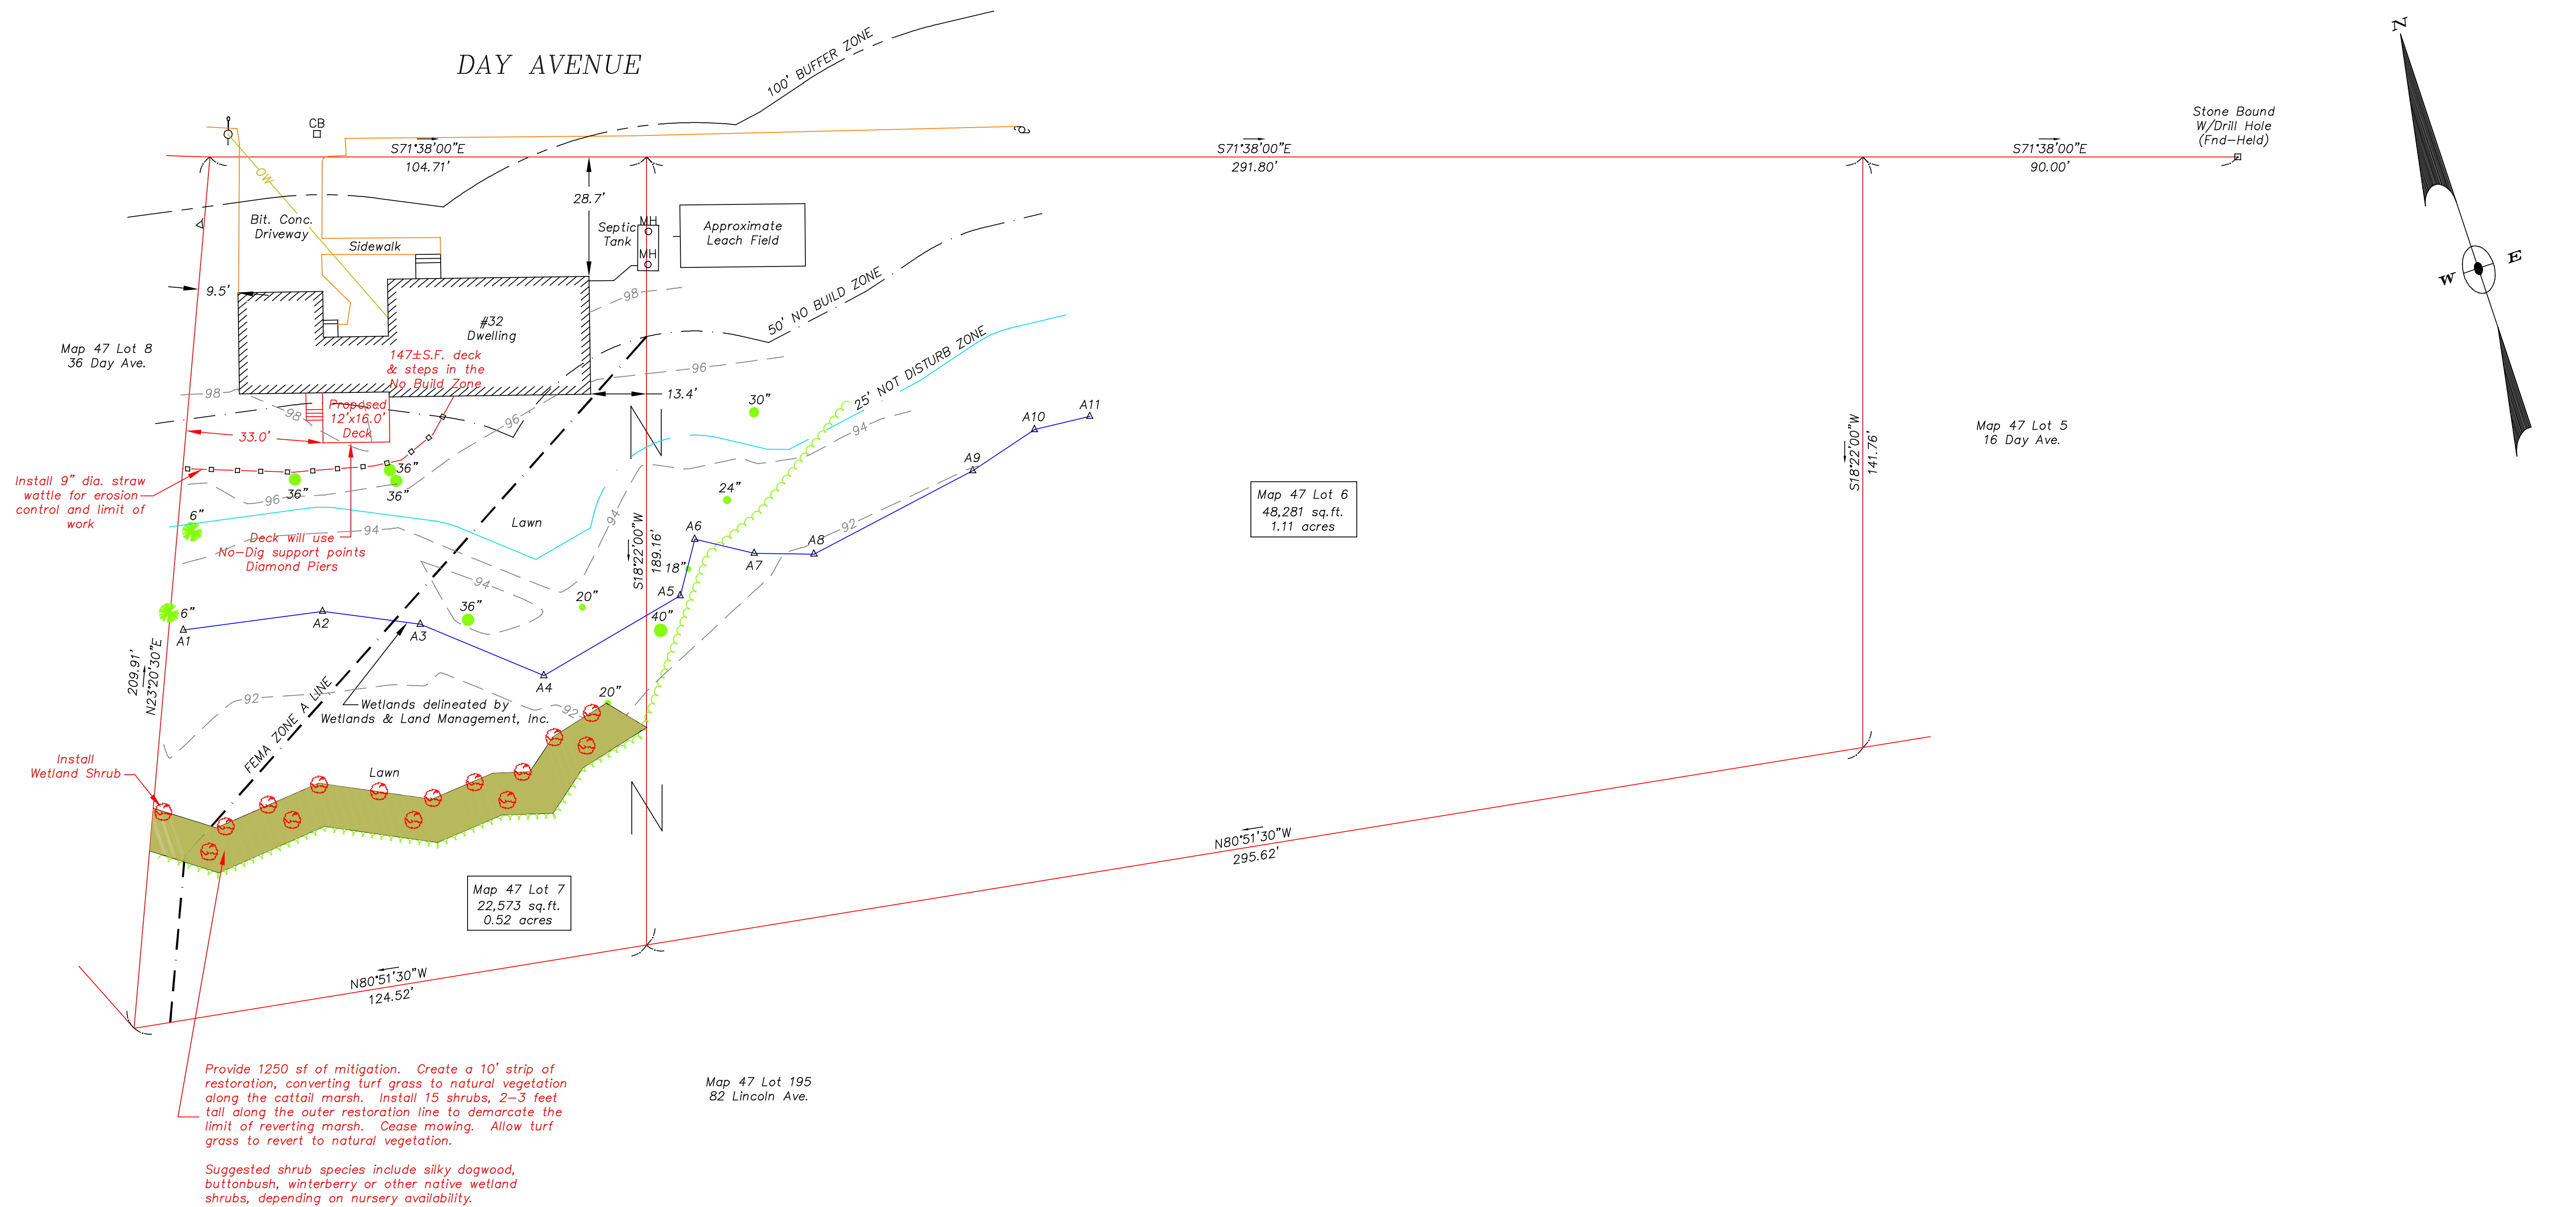 DAY AVENUE
100' BUFFER ZONE
N
E
W
Stone Bound
W/Drill Hole
(Fnd-Held)
CB
S71°38'00"E
104.71'
S71°38'00"E
291.80'
S71°38'00"E
90.00'
OW
28.7'
Bit. Conc.
Driveway
Sidewalk
Septic
Tank
MH
MH
Approximate
Leach Field
9.5'
98
50' NO BUILD ZONE
#32
Dwelling
Map 47 Lot 8
36 Day Ave.
147±S.F. deck
& steps in the
No Build Zone
96
25' NOT DISTURB ZONE
98
98
13.4'
Proposed
12'x16.0'
Deck
96
30"
94
A11
A10
33.0'
Map 47 Lot 5
16 Day Ave.
S18°22'00"W
141.76'
A9
36"
36"
36"
Install 9" dia. straw
wattle for erosion
control and limit of
work
96
24"
Map 47 Lot 6
48,281 sq.ft.
1.11 acres
6"
94
Lawn
94
A6
92
A8
A7
Deck will use
No-Dig support points
Diamond Piers
S18°22'00"W
189.16'
18"
94
A5
36"
20"
40"
6"
A1
A2
A3
A4
209.91'
N23°20'30"E
92
20"
92
FEMA ZONE A LINE
Wetlands delineated by
Wetlands & Land Management, Inc.
Install
Wetland Shrub
Lawn
N80°51'30"W
295.62'
Map 47 Lot 7
22,573 sq.ft.
0.52 acres
N80°51'30"W
124.52'
Provide 1250 sf of mitigation. Create a 10' strip of
restoration, converting turf grass to natural vegetation
along the cattail marsh. Install 15 shrubs, 2-3 feet
tall along the outer restoration line to demarcate the
limit of reverting marsh. Cease mowing. Allow turf
grass to revert to natural vegetation.
Suggested shrub species include silky dogwood,
buttonbush, winterberry or other native wetland
shrubs, depending on nursery availability.
Map 47 Lot 195
82 Lincoln Ave.